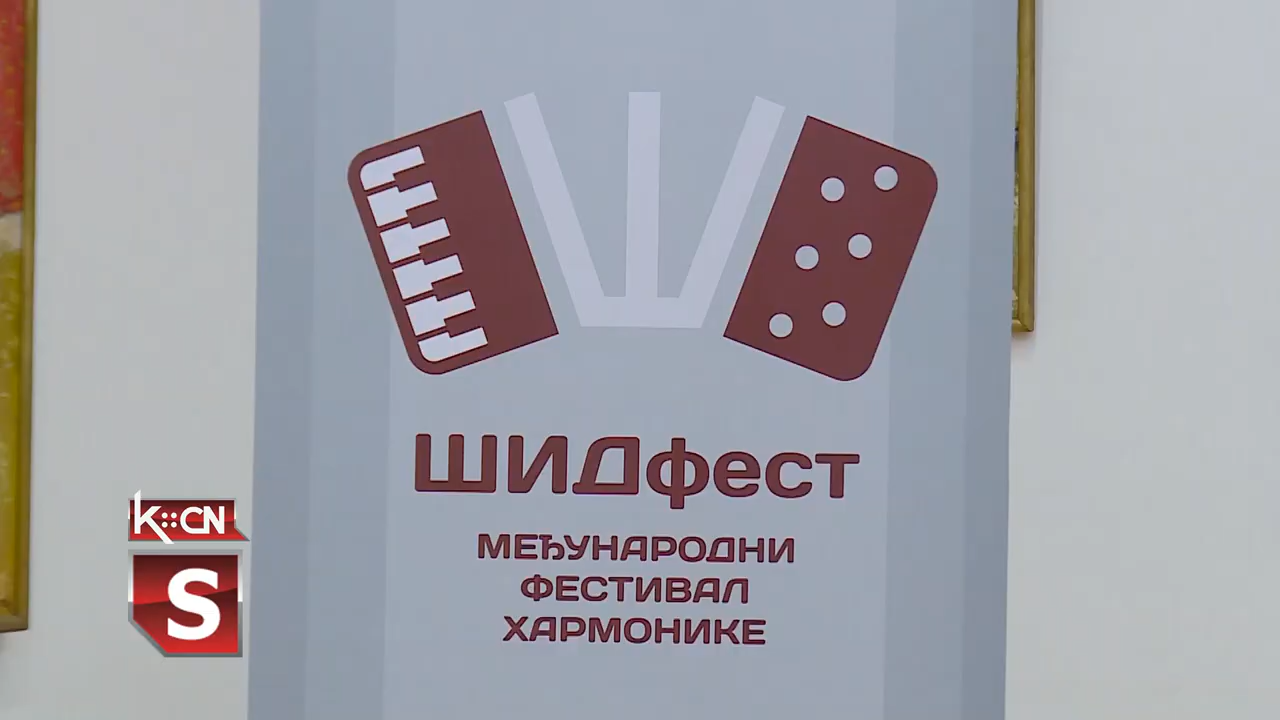 Ш
ШИДфест
МЕЂУНАРОДНИ
ФЕСТИВАЛ
ХАРМОНИКЕ
K::CN
S